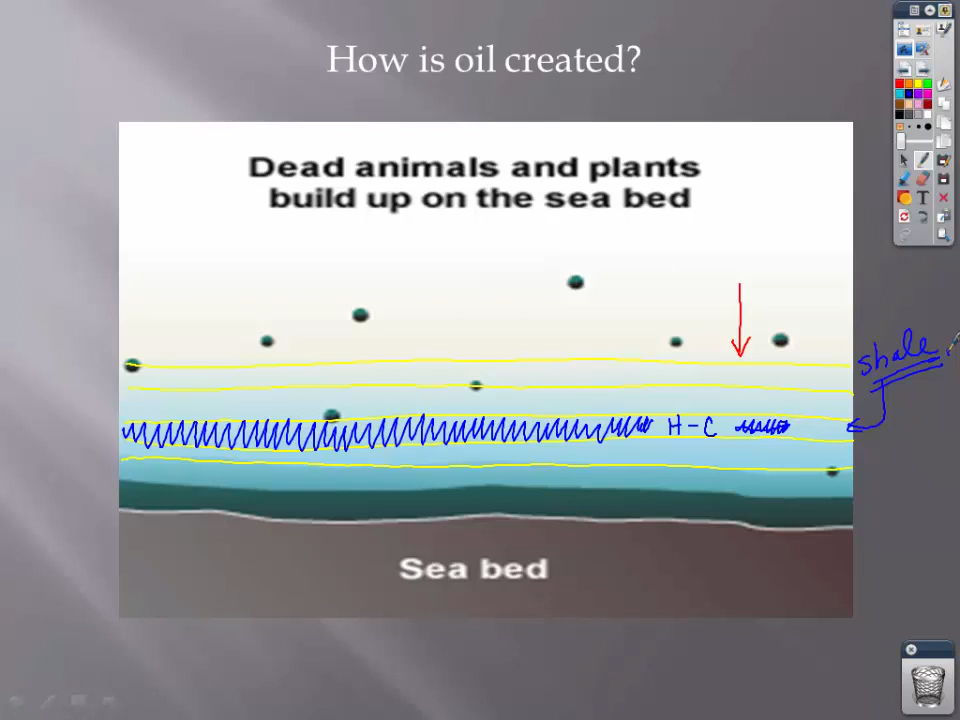 How is oil created?
Dead animals and plants
build up on the sea bed
shale
H-C
Sea bed